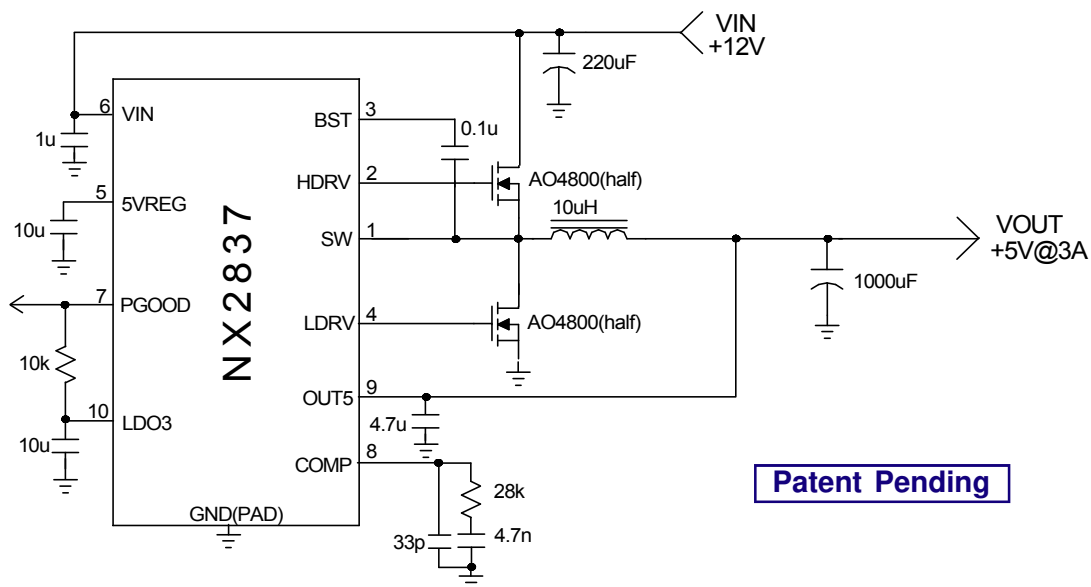 VIN
+12V
220uF
6
VIN
1u
5
5VREG
10u
7
PGOOD
10k
10
LDO3
10u
NX2837
BST
3
0.1u
HDRV
2
AO4800(half)
10uH
SW
1
VOUT
+5V@3A
1000uF
LDRV
4
AO4800(half)
OUT5
9
4.7u
COMP
8
28k
4.7n
33p
GND(PAD)
Patent Pending